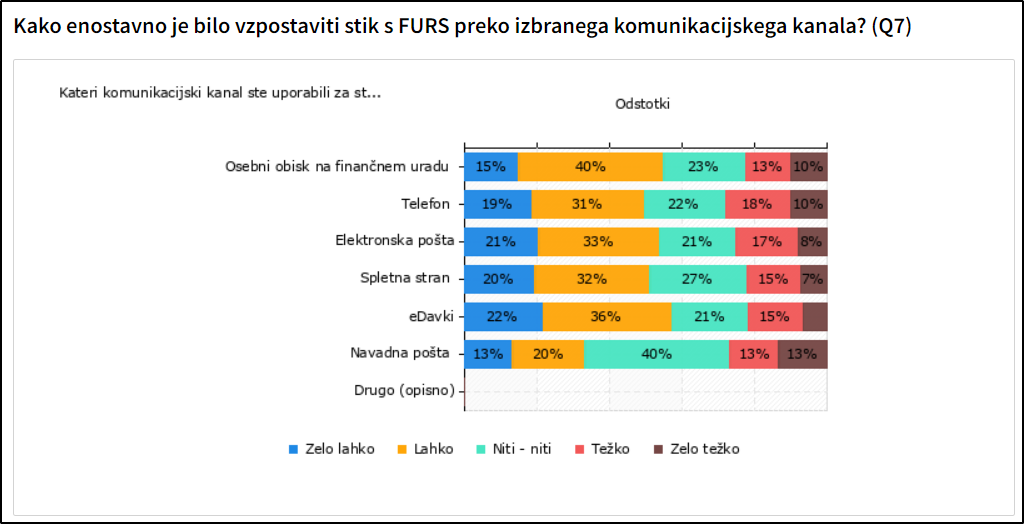 Kako enostavno je bilo vzpostaviti stik s FURS preko izbranega komunikacijskega kanala? (Q7)
Kateri komunikacijski kanal ste uporabili za st...
Odstotki
Osebni obisk na finančnem uradu 15% 40% 23% 13% 10%
Telefon 19% 31% 22% 18% 10%
Elektronska pošta 21% 33% 21% 17% 8%
Spletna stran 20% 32% 27% 15% 7%
eDavki 22% 36% 21% 15%
Navadna pošta 13% 20% 40% 13% 13%
Drugo (opisno)
Zelo lahko Lahko Niti - niti Težko Zelo težko